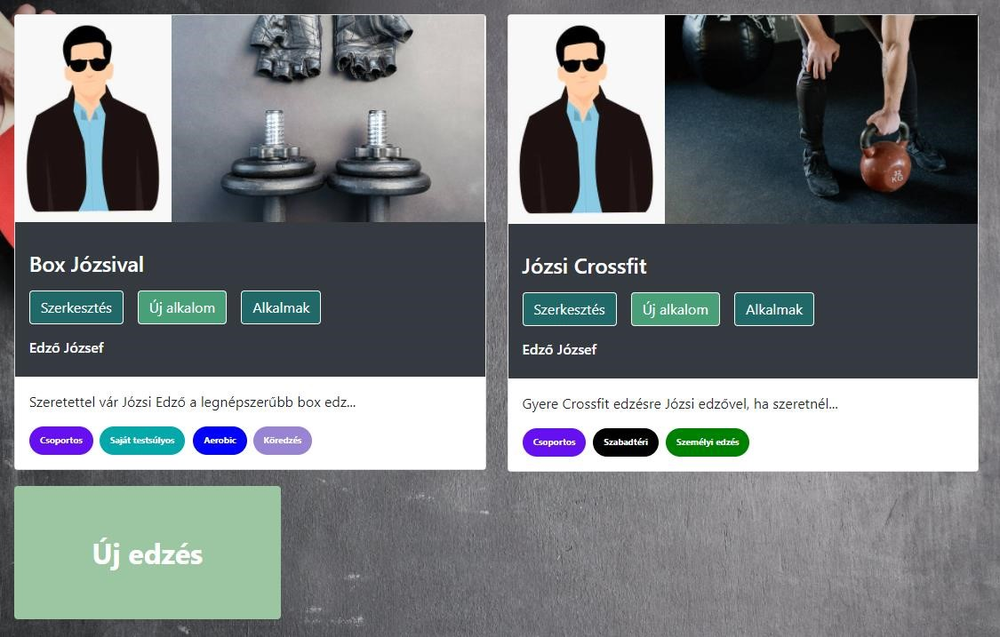 Box Józsival
Szerkesztés Új alkalom Alkalmak
Edző József
Szeretettel vár Józsi Edző a legnépszerűbb box edz...
Csoportos Saját testsúlyos Aerobic Köredzés
32 KG
Józsi Crossfit
Szerkesztés Új alkalom Alkalmak
Edző József
Gyere Crossfit edzésre Józsi edzővel, ha szeretnél...
Csoportos Szabadtéri Személyi edzés
Új edzés